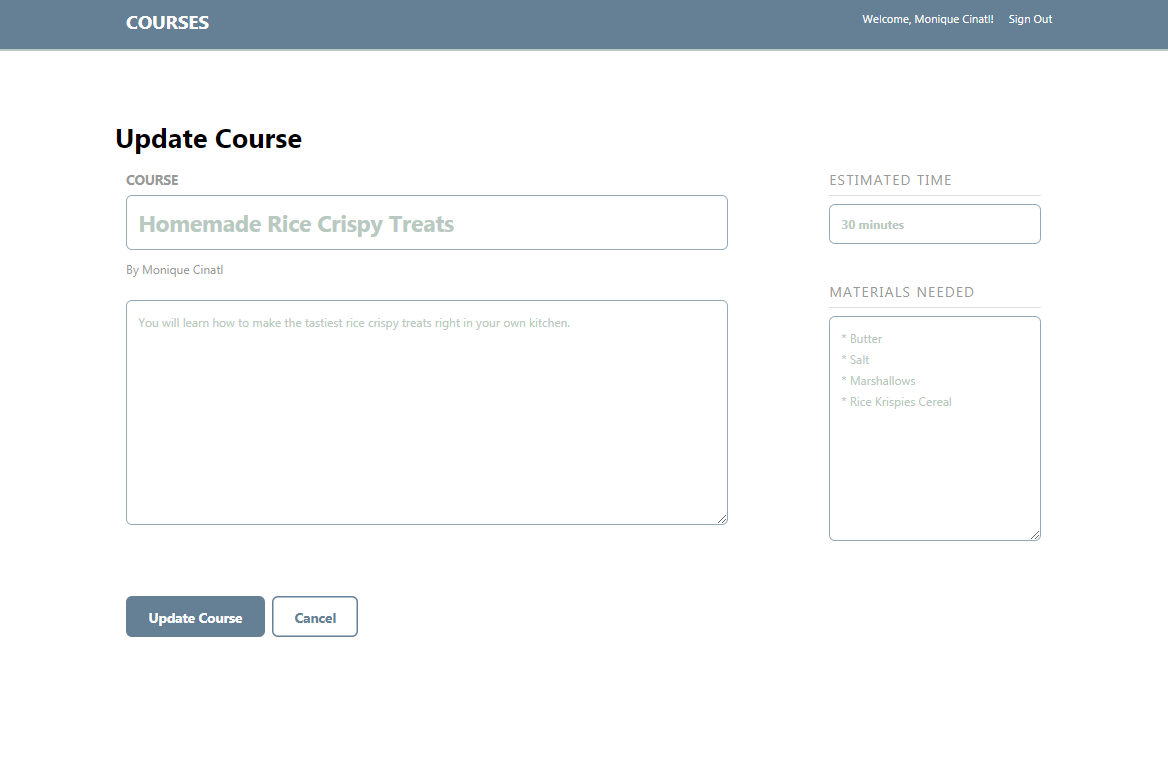 COURSES
Welcome, Monique Cinatl!
Sign Out
Update Course
COURSE
Homemade Rice Crispy Treats
By Monique Cinatl
You will learn how to make the tastiest rice crispy treats right in your own kitchen.
ESTIMATED TIME
30 minutes
MATERIALS NEEDED
* Butter
* Salt
* Marshallows
* Rice Krispies Cereal
Update Course
Cancel